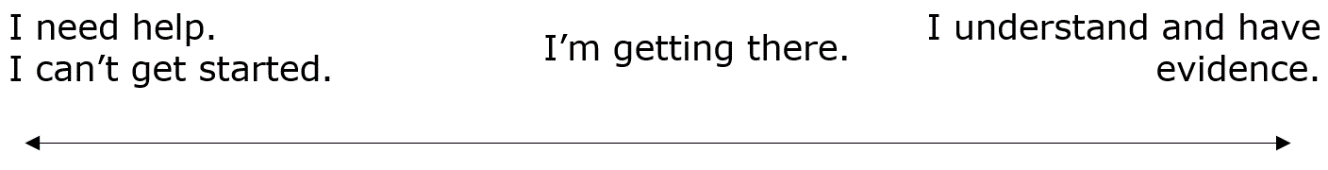 I need help.
I can’t get started.
I’m getting there.
I understand and have
evidence.